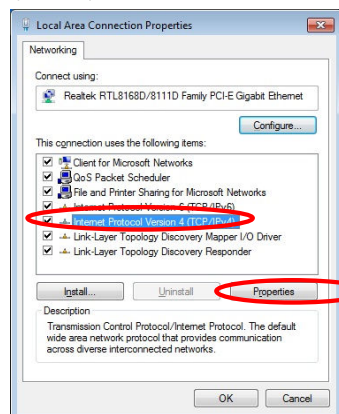 Local Area Connection Properties
Networking
Connect using:
Realtek RTL8168D/8111D Family PCI-E Gigabit Ethernet
Configure...
This connection uses the following items:
Client for Microsoft Networks
QoS Packet Scheduler
File and Printer Sharing for Microsoft Networks
Internet Protocol Version 6 (TCP/IPv6)
Internet Protocol Version 4 (TCP/IPv4)
Link-Layer Topology Discovery Mapper I/O Driver
Link-Layer Topology Discovery Responder
Install... Uninstall Properties
Description
Transmission Control Protocol/Internet Protocol. The default
wide area network protocol that provides communication
across diverse interconnected networks.
OK Cancel